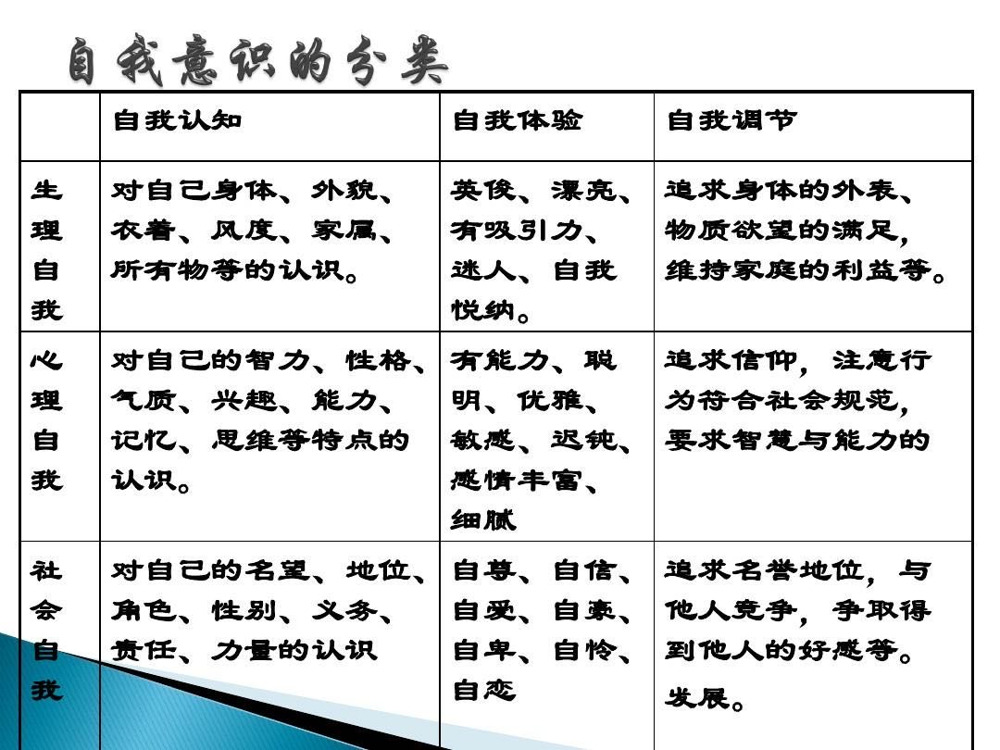 自我意识的分类
自我认知
自我体验
自我调节
生
理
自
我
对自己身体、外貌、
衣着、风度、家属、
所有物等的认识。
英俊、漂亮、
有吸引力、
迷人、自我
悦纳。
追求身体的外表、
物质欲望的满足,
维持家庭的利益等。
心
理
自
我
对自己的智力、性格、
气质、兴趣、能力、
记忆、思维等特点的
认识。
有能力、聪
明、优雅、
敏感、迟钝、
感情丰富、
细腻
追求信仰,注意行
为符合社会规范,
要求智慧与能力的
社
会
自
我
对自己的名望、地位、
角色、性别、义务、
责任、力量的认识
自尊、自信、
自爱、自豪、
自卑、自怜、
自恋
追求名誉地位,与
他人竞争,争取得
到他人的好感等。
发展。